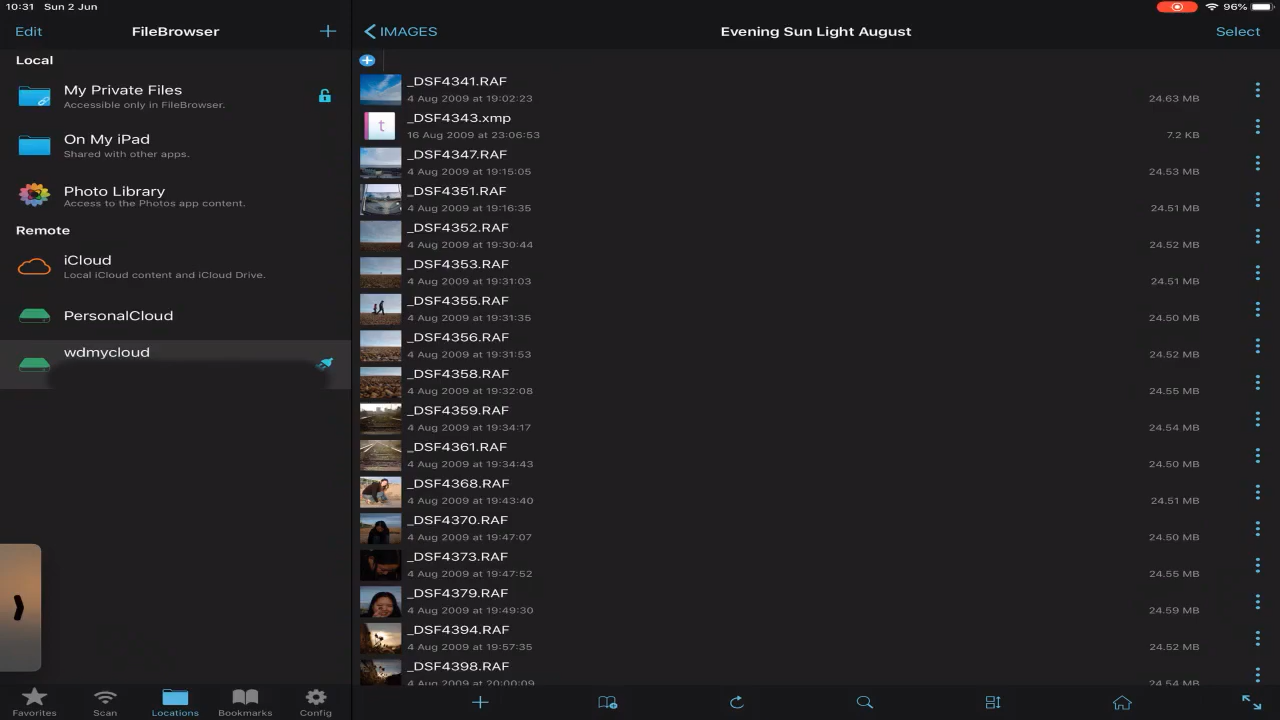 10:31 Sun 2 Jun
96%
Edit
FileBrowser
Local
My Private Files
Accessible only in FileBrowser.
On My iPad
Shared with other apps.
Photo Library
Access to the Photos app content.
Remote
iCloud
Local iCloud content and iCloud Drive.
PersonalCloud
wdmycloud
Favorites
Scan
Locations
Bookmarks
Config
IMAGES
Evening Sun Light August
Select
_DSF4341.RAF
4 Aug 2009 at 19:02:23
24.63 MB
_DSF4343.xmp
16 Aug 2009 at 23:06:53
7.2 KB
_DSF4347.RAF
4 Aug 2009 at 19:15:05
24.53 MB
_DSF4351.RAF
4 Aug 2009 at 19:16:35
24.51 MB
_DSF4352.RAF
4 Aug 2009 at 19:30:44
24.52 MB
_DSF4353.RAF
4 Aug 2009 at 19:31:03
24.51 MB
_DSF4355.RAF
4 Aug 2009 at 19:31:35
24.50 MB
_DSF4356.RAF
4 Aug 2009 at 19:31:53
24.52 MB
_DSF4358.RAF
4 Aug 2009 at 19:32:08
24.55 MB
_DSF4359.RAF
4 Aug 2009 at 19:34:17
24.54 MB
_DSF4361.RAF
4 Aug 2009 at 19:34:43
24.50 MB
_DSF4368.RAF
4 Aug 2009 at 19:43:40
24.51 MB
_DSF4370.RAF
4 Aug 2009 at 19:47:07
24.50 MB
_DSF4373.RAF
4 Aug 2009 at 19:47:52
24.55 MB
_DSF4379.RAF
4 Aug 2009 at 19:49:30
24.59 MB
_DSF4394.RAF
4 Aug 2009 at 19:57:35
24.52 MB
_DSF4398.RAF
4 Aug 2009 at 20:00:09
24.54 MB